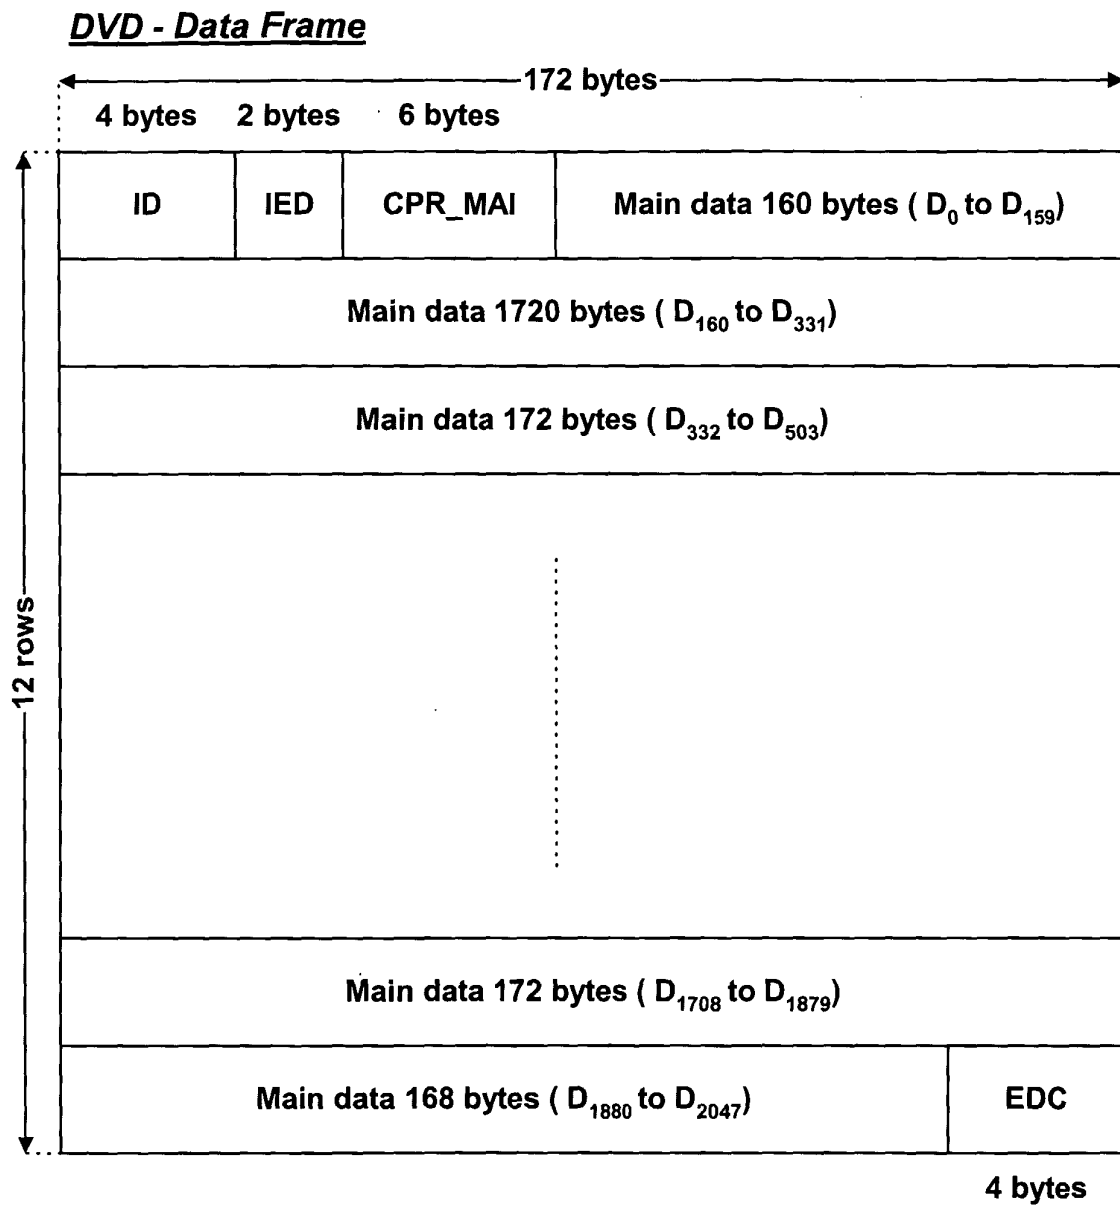 DVD - Data Frame
172 bytes
4 bytes 2 bytes 6 bytes
ID IED CPR_MAI Main data 160 bytes ( D0 to D159)
Main data 1720 bytes ( D160 to D331)
Main data 172 bytes ( D332 to D503)
12 rows
Main data 172 bytes ( D1708 to D1879)
Main data 168 bytes ( D1880 to D2047) EDC
4 bytes